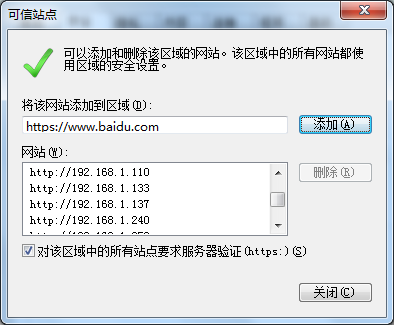 可信站点
可以添加和删除该区域的网站。该区域中的所有网站都使
用区域的安全设置。
将该网站添加到区域(D):
https://www.baidu.com
添加(A)
网站(W):
http://192.168.1.110
http://192.168.1.133
http://192.168.1.137
http://192.168.1.240
删除(R)
对该区域中的所有站点要求服务器验证(https:)(S)
关闭(C)